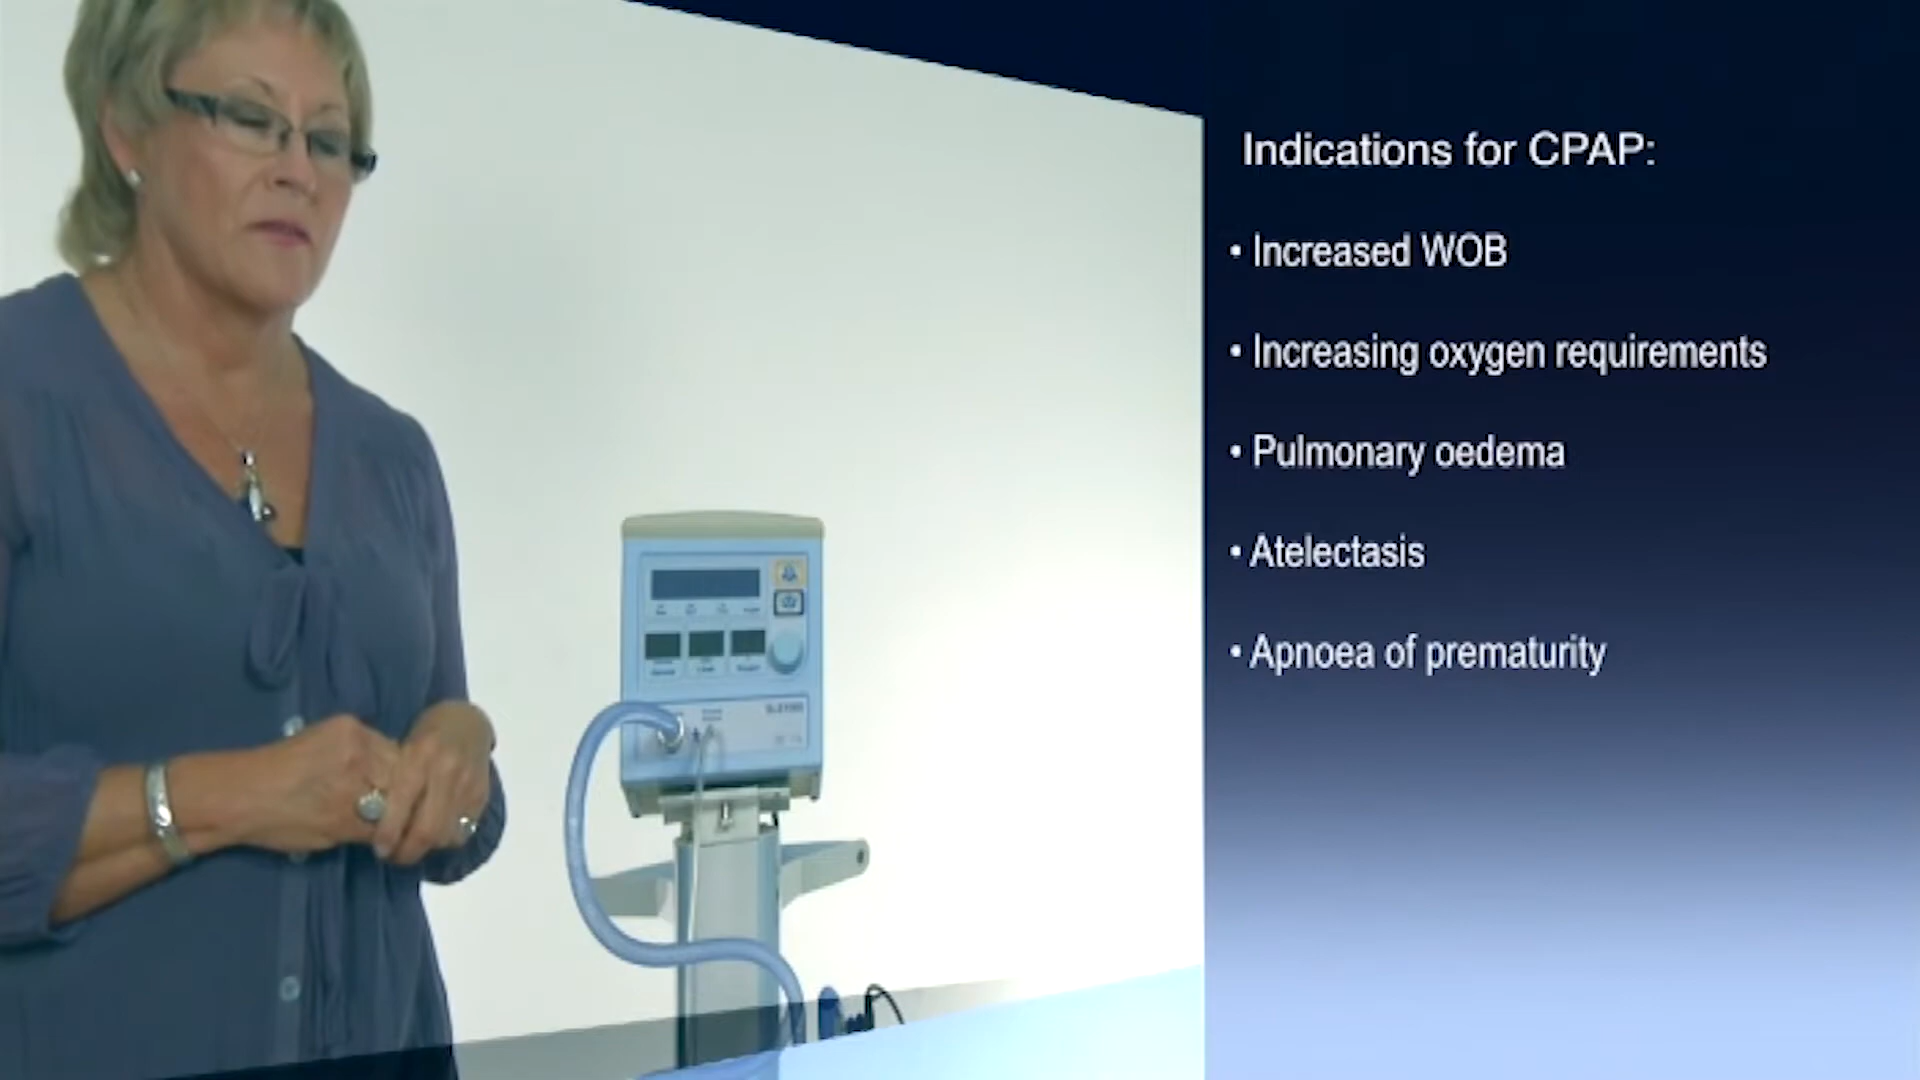 Indications for CPAP:
• Increased WOB
• Increasing oxygen requirements
• Pulmonary oedema
• Atelectasis
• Apnoea of prematurity